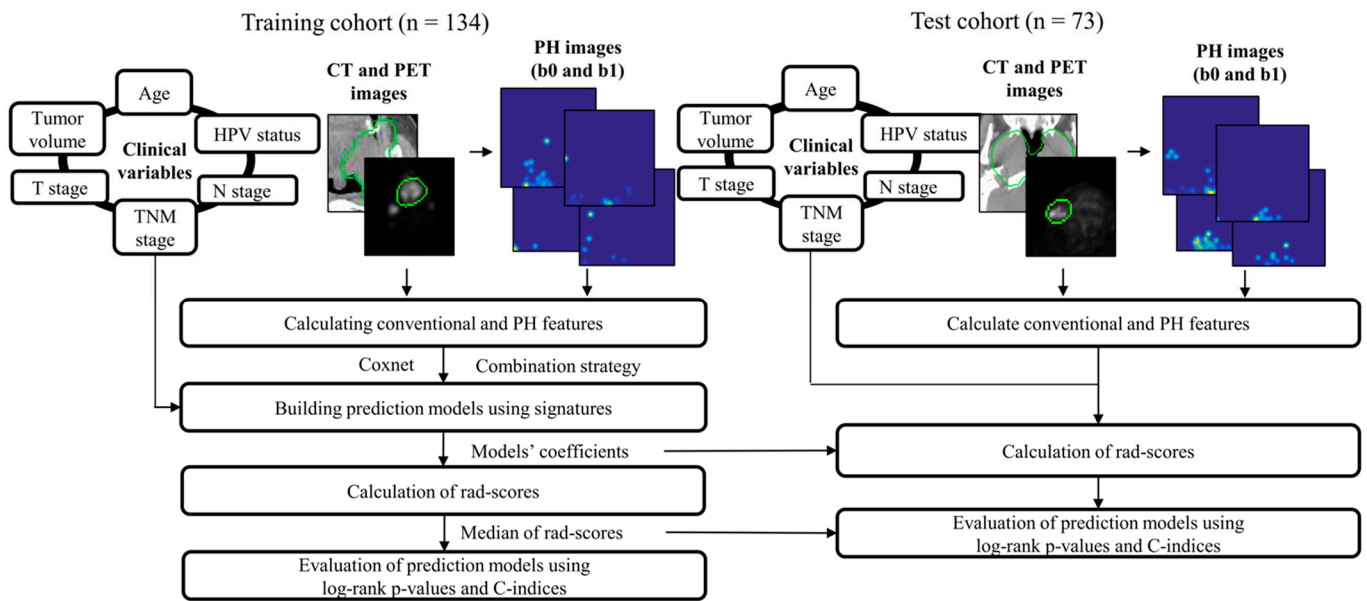 Training cohort (n = 134)
CT and PET
images
PH images
(b0 and b1)
Age
Tumor
volume
HPV status
Clinical
variables
T stage
N stage
TNM
stage
Calculating conventional and PH features
Coxnet
Combination strategy
Building prediction models using signatures
Models’ coefficients
Calculation of rad-scores
Median of rad-scores
Evaluation of prediction models using
log-rank p-values and C-indices
Test cohort (n = 73)
CT and PET
images
PH images
(b0 and b1)
Age
Tumor
volume
HPV status
Clinical
variables
T stage
N stage
TNM
stage
Calculate conventional and PH features
Calculation of rad-scores
Evaluation of prediction models using
log-rank p-values and C-indices